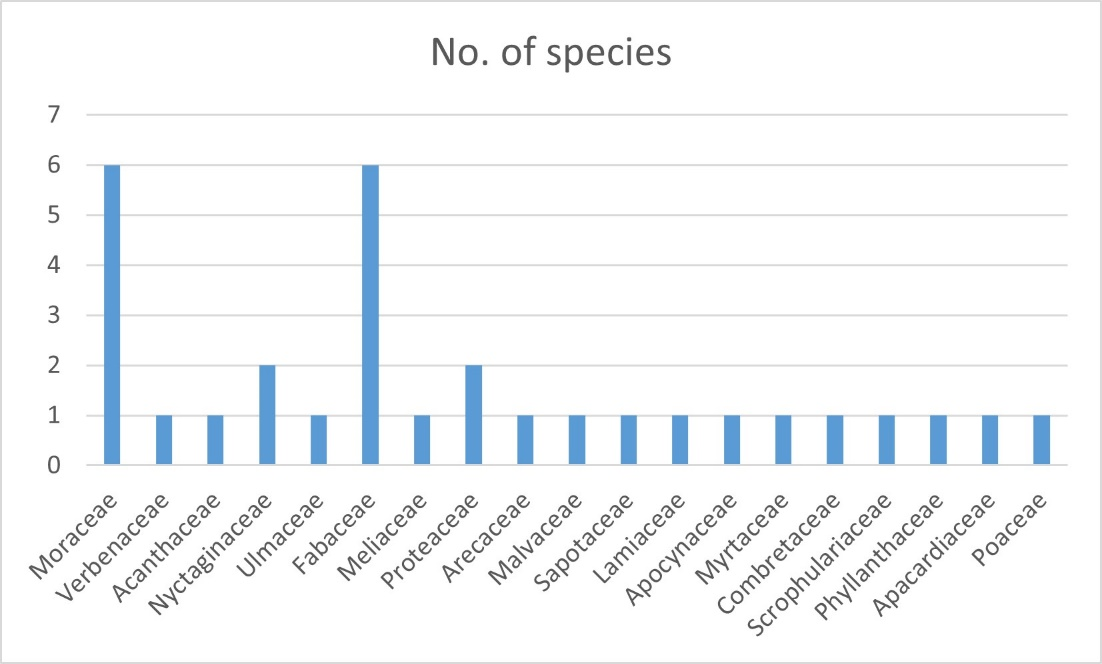 No. of species
7
6
5
4
3
2
1
0
Moraceae
Verbenaceae
Acanthaceae
Nyctaginaceae
Ulmaceae
Fabaceae
Meliaceae
Proteaceae
Arecaceae
Malvaceae
Sapotaceae
Lamiaceae
Apocynaceae
Myrtaceae
Combretaceae
Scrophulariaceae
Phyllanthaceae
Apacardiaceae
Poaceae